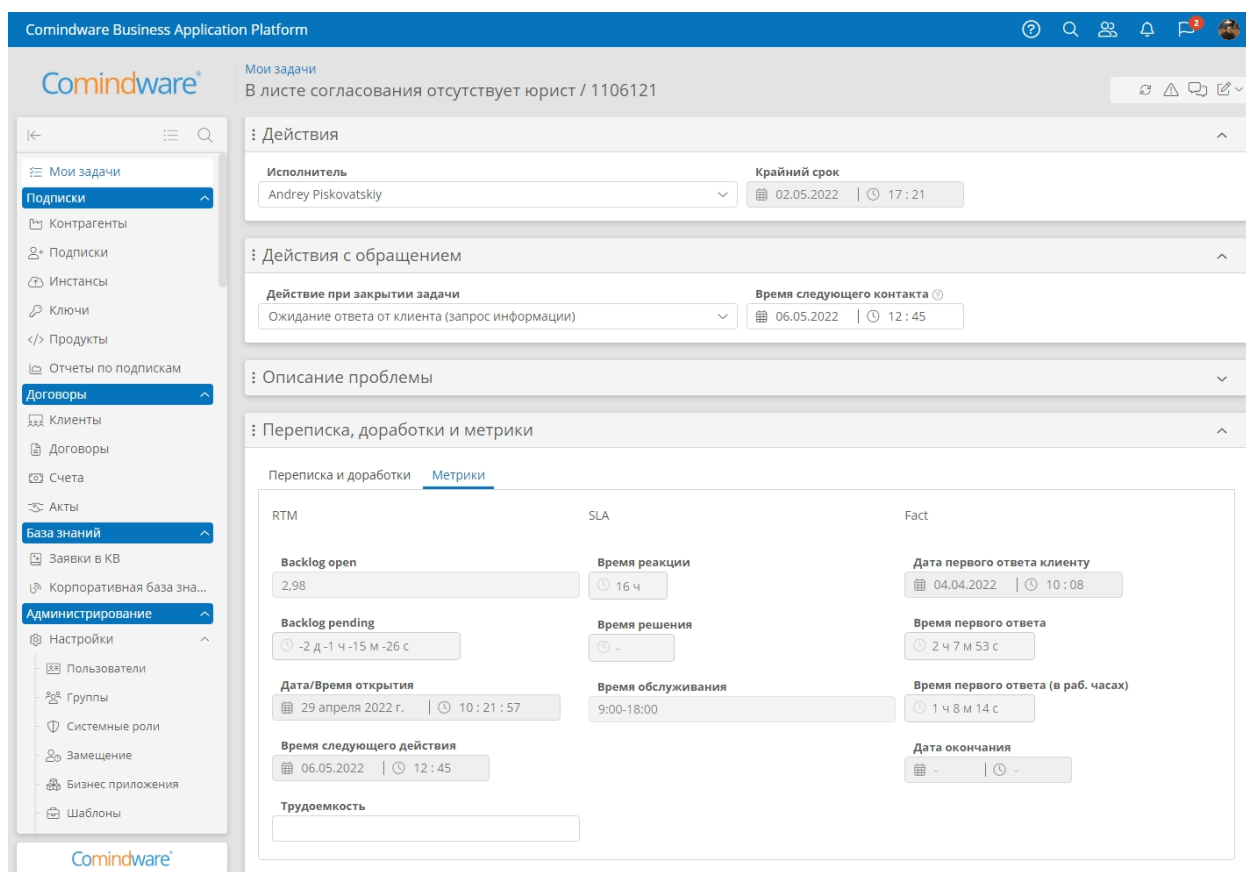 Comindware Business Application Platform
2
Comindware®
Мои задачи
В листе согласования отсутствует юрист / 1106121
Мои задачи
Подписки
Контрагенты
Подписки
Инстансы
Ключи
Продукты
Отчеты по подпискам
Договоры
Клиенты
Договоры
Счета
Акты
База знаний
Заявки в КВ
Корпоративная база зна...
Администрирование
Настройки
Пользователи
Группы
Системные роли
Замещение
Бизнес приложения
Шаблоны
Comindware®
Действия
Исполнитель
Крайний срок
Andrey Piskovatskiy
02.05.2022 17 : 21
Действия с обращением
Действие при закрытии задачи
Время следующего контакта
Ожидание ответа от клиента (запрос информации)
06.05.2022 12 : 45
Описание проблемы
Переписка, доработки и метрики
Переписка и доработки Метрики
RTM
Backlog open
2,98
Backlog pending
-2 д -1 ч -15 м -26 с
Дата/Время открытия
29 апреля 2022 г. 10 : 21 : 57
Время следующего действия
06.05.2022 12 : 45
Трудоемкость
SLA
Время реакции
16 ч
Время решения
-
Время обслуживания
9:00-18:00
Fact
Дата первого ответа клиенту
04.04.2022 10 : 08
Время первого ответа
2 ч 7 м 53 с
Время первого ответа (в раб. часах)
1 ч 8 м 14 с
Дата окончания
- -